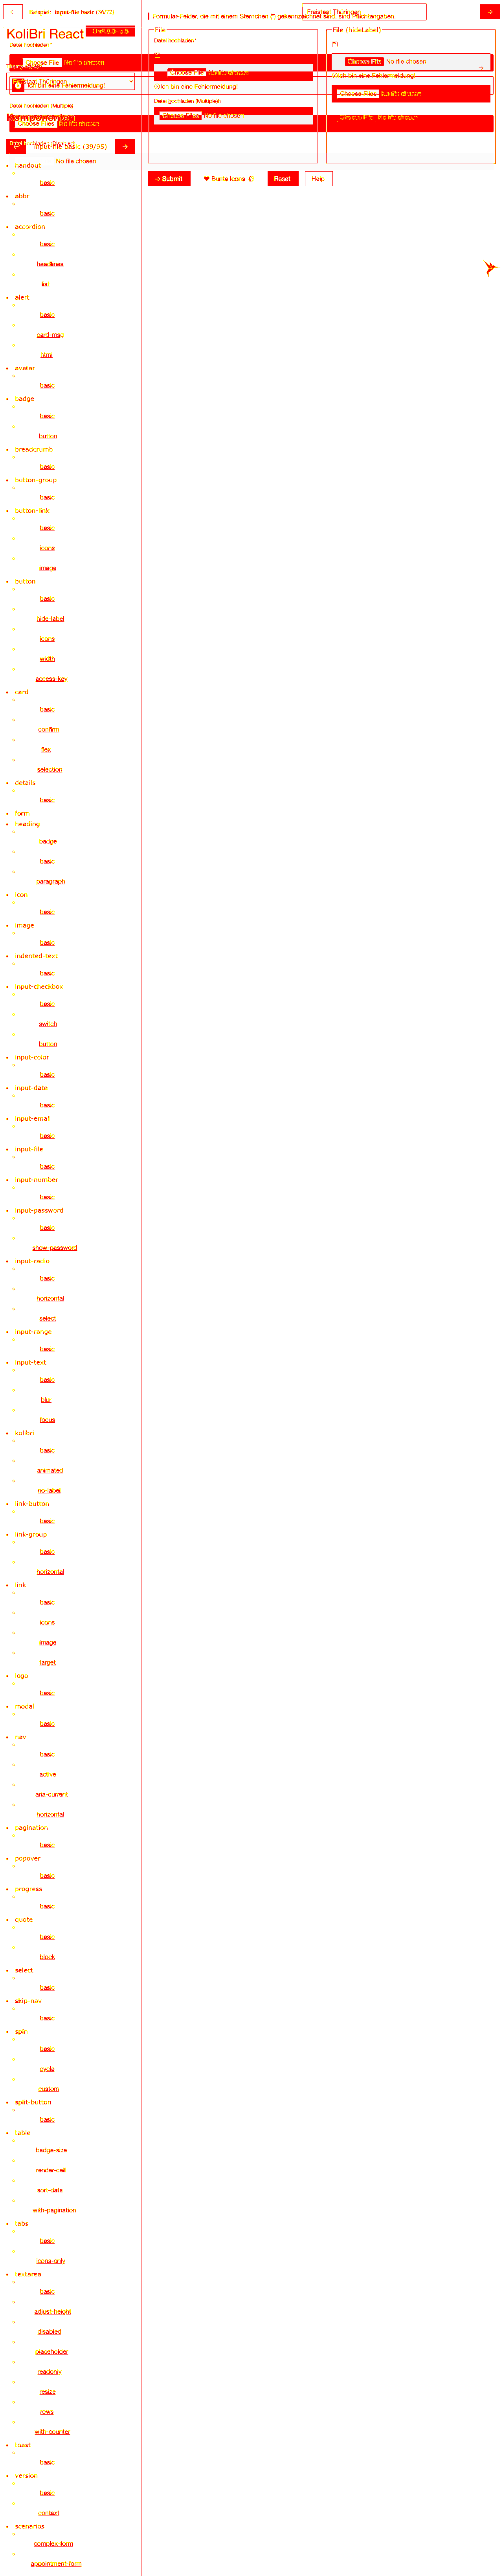 Beispiel: input-file basic
Formular-Felder, die mit einem Sternchen (*) gekennzeichnet sind, sind Pflichtangaben.
Freistaat Thüringen
KoliBri React
File
File (hideLabel)
Choose File No file chosen
Ich bin eine Fehlermeldung!
Choose Files
No file chosen
Submit
Bunte Icons
Reset
Help
Komponenten
input-file basic (39/95)
No file chosen
handout
basic
abbr
basic
accordion
basic
headlines
list
alert
basic
card-msg
html
avatar
basic
badge
basic
button
breadcrumb
basic
button-group
basic
button-link
basic
icons
image
button
basic
hide-label
icons
width
access-key
card
basic
confirm
flex
selection
details
basic
form
heading
badge
basic
paragraph
icon
basic
image
basic
indented-text
basic
input-checkbox
basic
switch
button
input-color
basic
input-date
basic
input-email
basic
input-file
basic
input-number
basic
input-password
basic
show-password
input-radio
basic
horizontal
select
input-range
basic
input-text
basic
blur
focus
kolibri
basic
animated
no-label
link-button
basic
link-group
basic
horizontal
link
basic
icons
image
target
logo
basic
modal
basic
nav
basic
active
aria-current
horizontal
pagination
basic
popover
basic
progress
basic
quote
basic
block
select
basic
skip-nav
basic
spin
basic
cycle
custom
split-button
basic
table
badge-size
render-cell
sort-data
with-pagination
tabs
basic
icons-only
textarea
basic
adjust-height
disabled
placeholder
readonly
resize
rows
with-counter
toast
basic
version
basic
context
scenarios
complex-form
appointment-form